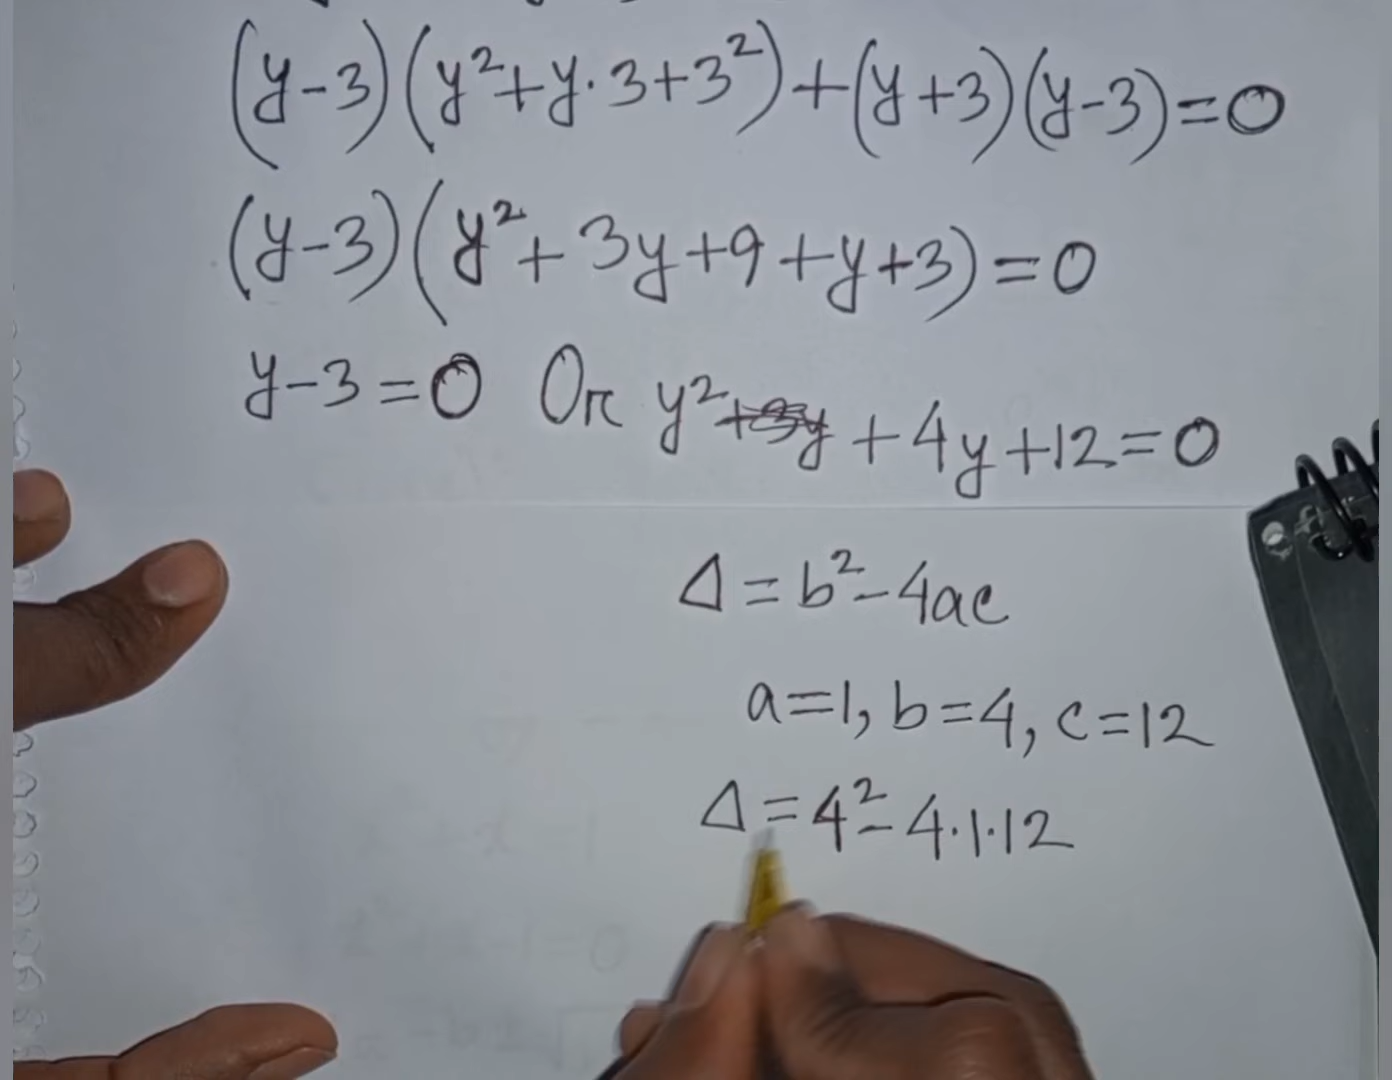 (y-3)(y²+y·3+3²)+(y+3)(y-3)=0
(y-3)(y²+3y+9+y+3)=0
y-3=0 Or y²+3y+4y+12=0
Δ=b²-4ac
a=1, b=4, c=12
Δ=4²-4·1·12